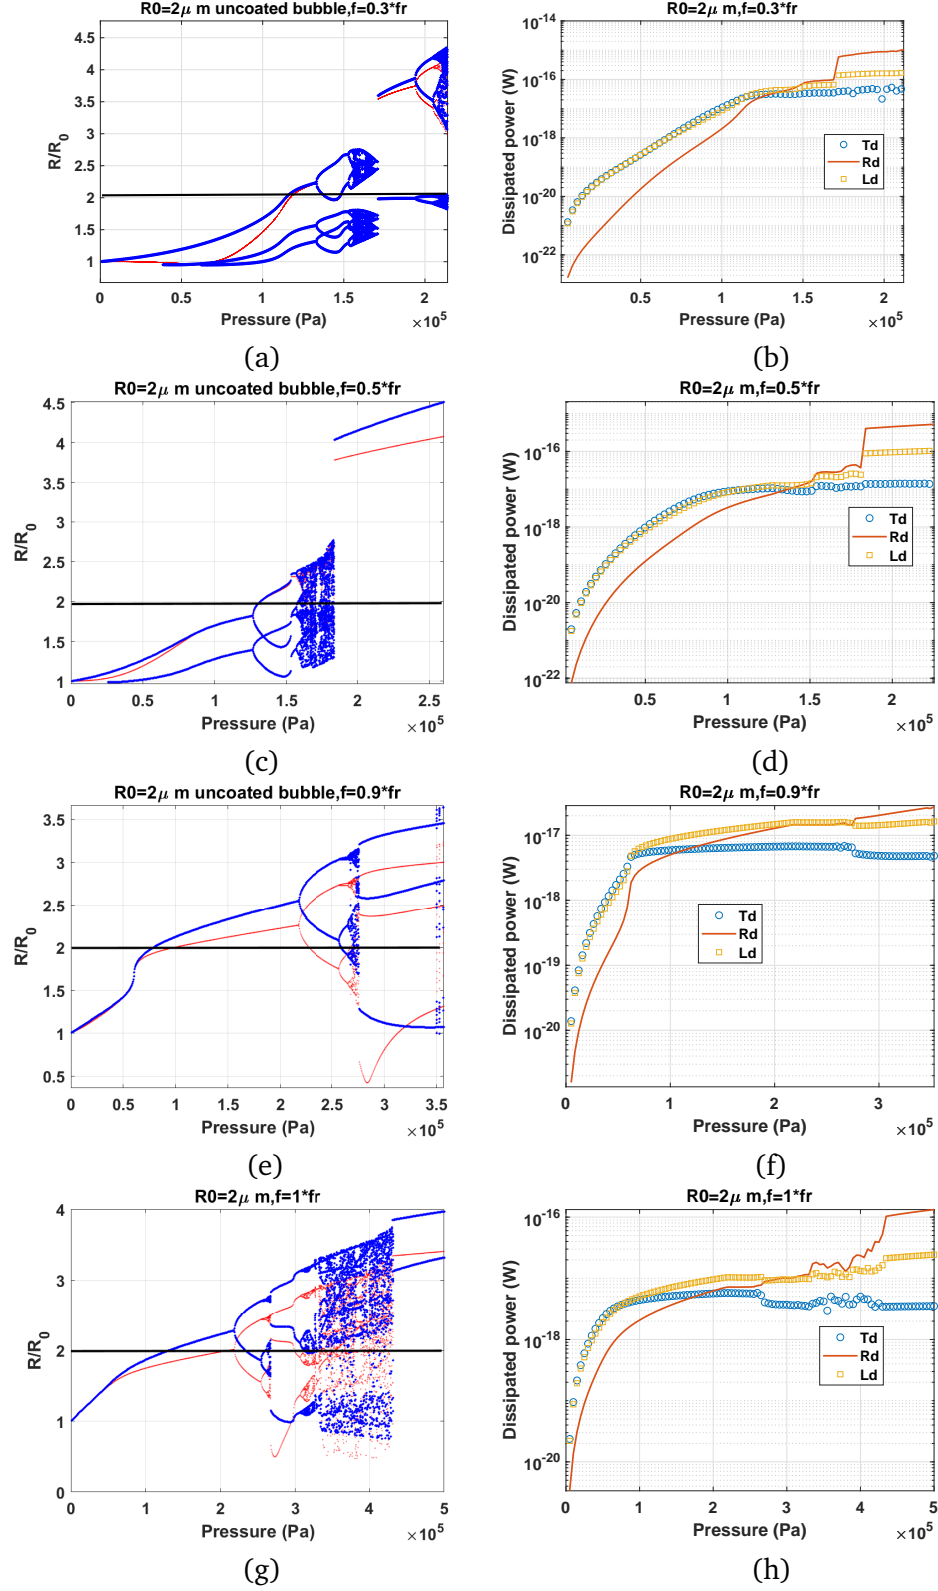 R0=2μ m uncoated bubble,f=0.3*fr
4.5
4
3.5
3
2.5
2
1.5
1
R/R0
0 0.5 1 1.5 2
Pressure (Pa) ×10^5
(a)
R0=2μ m,f=0.3*fr
10^-14
10^-16
10^-18
10^-20
10^-22
Dissipated power (W)
Td
Rd
Ld
0.5 1 1.5 2
Pressure (Pa) ×10^5
(b)
R0=2μ m uncoated bubble,f=0.5*fr
4.5
4
3.5
3
2.5
2
1.5
1
R/R0
0 0.5 1 1.5 2 2.5
Pressure (Pa) ×10^5
(c)
R0=2μ m,f=0.5*fr
10^-16
10^-18
10^-20
10^-22
Dissipated power (W)
Td
Rd
Ld
0.5 1 1.5 2
Pressure (Pa) ×10^5
(d)
R0=2μ m uncoated bubble,f=0.9*fr
3.5
3
2.5
2
1.5
1
0.5
R/R0
0 0.5 1 1.5 2 2.5 3 3.5
Pressure (Pa) ×10^5
(e)
R0=2μ m,f=0.9*fr
10^-17
10^-18
10^-19
10^-20
Dissipated power (W)
Td
Rd
Ld
0 1 2 3
Pressure (Pa) ×10^5
(f)
R0=2μ m,f=1*fr
4
3
2
1
0
R/R0
0 1 2 3 4 5
Pressure (Pa) ×10^5
(g)
R0=2μ m,f=1*fr
10^-16
10^-18
10^-20
Dissipated power (W)
Td
Rd
Ld
0 1 2 3 4 5
Pressure (Pa) ×10^5
(h)